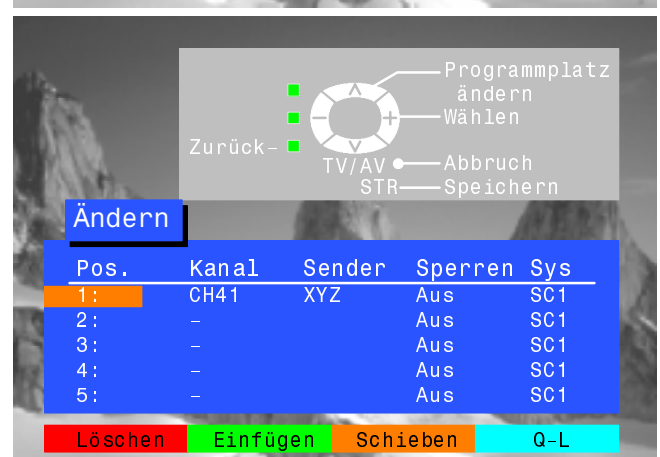 Programmplatz
ändern
Wählen
Zurück–
TV/AV Abbruch
STR Speichern
Ändern
Pos. Kanal Sender Sperren Sys
1: CH41 XYZ Aus SC1
2: – Aus SC1
3: – Aus SC1
4: – Aus SC1
5: – Aus SC1
Löschen Einfügen Schieben Q–L